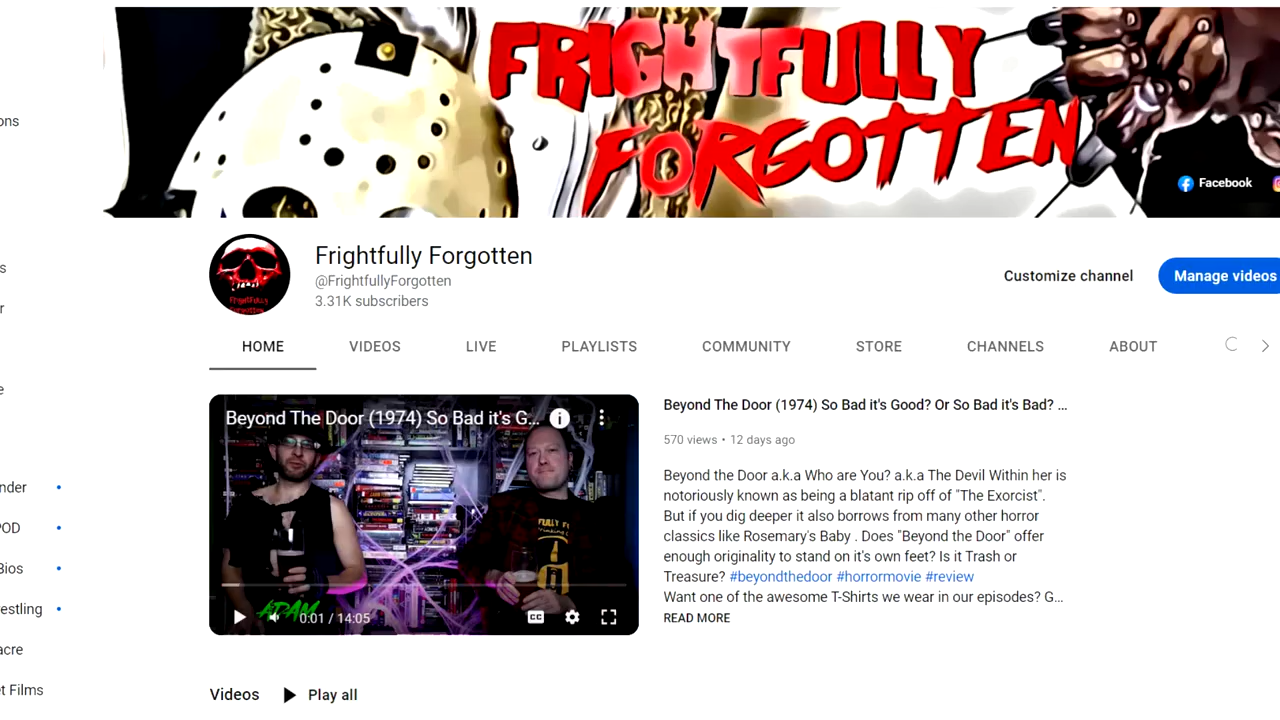 FRIGHTFULLY
FORGOTTEN
ons
Facebook
s
Frightfully Forgotten
@FrightfullyForgotten
3.31K subscribers
Customize channel
Manage videos
Frightfully
Forgotten
r
HOME VIDEOS LIVE PLAYLISTS COMMUNITY STORE CHANNELS ABOUT
e
Beyond The Door (1974) So Bad it's G...
Beyond The Door (1974) So Bad it's Good? Or So Bad it's Bad? ...
570 views • 12 days ago
Beyond the Door a.k.a Who are You? a.k.a The Devil Within her is
notoriously known as being a blatant rip off of "The Exorcist".
But if you dig deeper it also borrows from many other horror
classics like Rosemary's Baby . Does "Beyond the Door" offer
enough originality to stand on it's own feet? Is it Trash or
Treasure? #beyondthedoor #horrormovie #review
Want one of the awesome T-Shirts we wear in our episodes? G...
READ MORE
ADAM
0:01 / 14:05
CC
nder
POD
Bios
estling
acre
t Films
Videos Play all